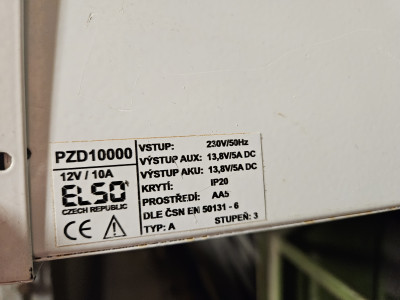 PZD10000
12V / 10A
ELSO
CZECH REPUBLIC
CE
VSTUP: 230V/50Hz
VÝSTUP AUX: 13,8V/5A DC
VÝSTUP AKU: 13,8V/5A DC
KRYTÍ: IP20
PROSTŘEDÍ: AA5
DLE ČSN EN 50131 - 6
TYP: A STUPEŇ: 3